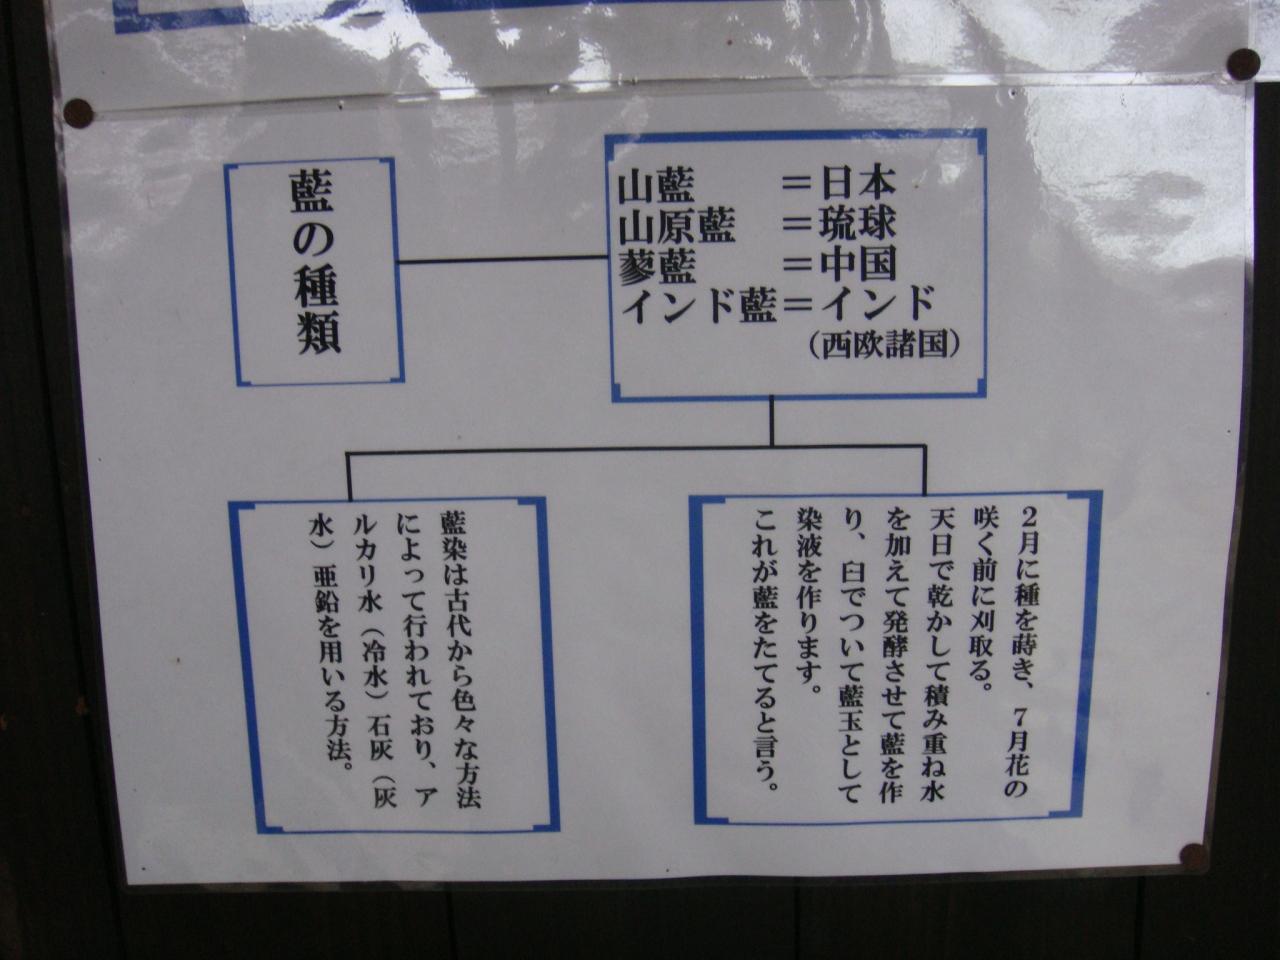 藍の種類
山藍　　＝日本
山原藍　＝琉球
蓼藍　　＝中国
インド藍＝インド
（西欧諸国）
2月に種を蒔き、7月花の
咲く前に刈取る。
天日で乾かして積み重ね水
を加えて発酵させて藍を作
り、臼でついて藍玉として
染液を作ります。
これが藍をたてると言う。
藍染は古代から色々な方法
によって行われており、ア
ルカリ水（冷水）石灰（灰
水）亜鉛を用いる方法。